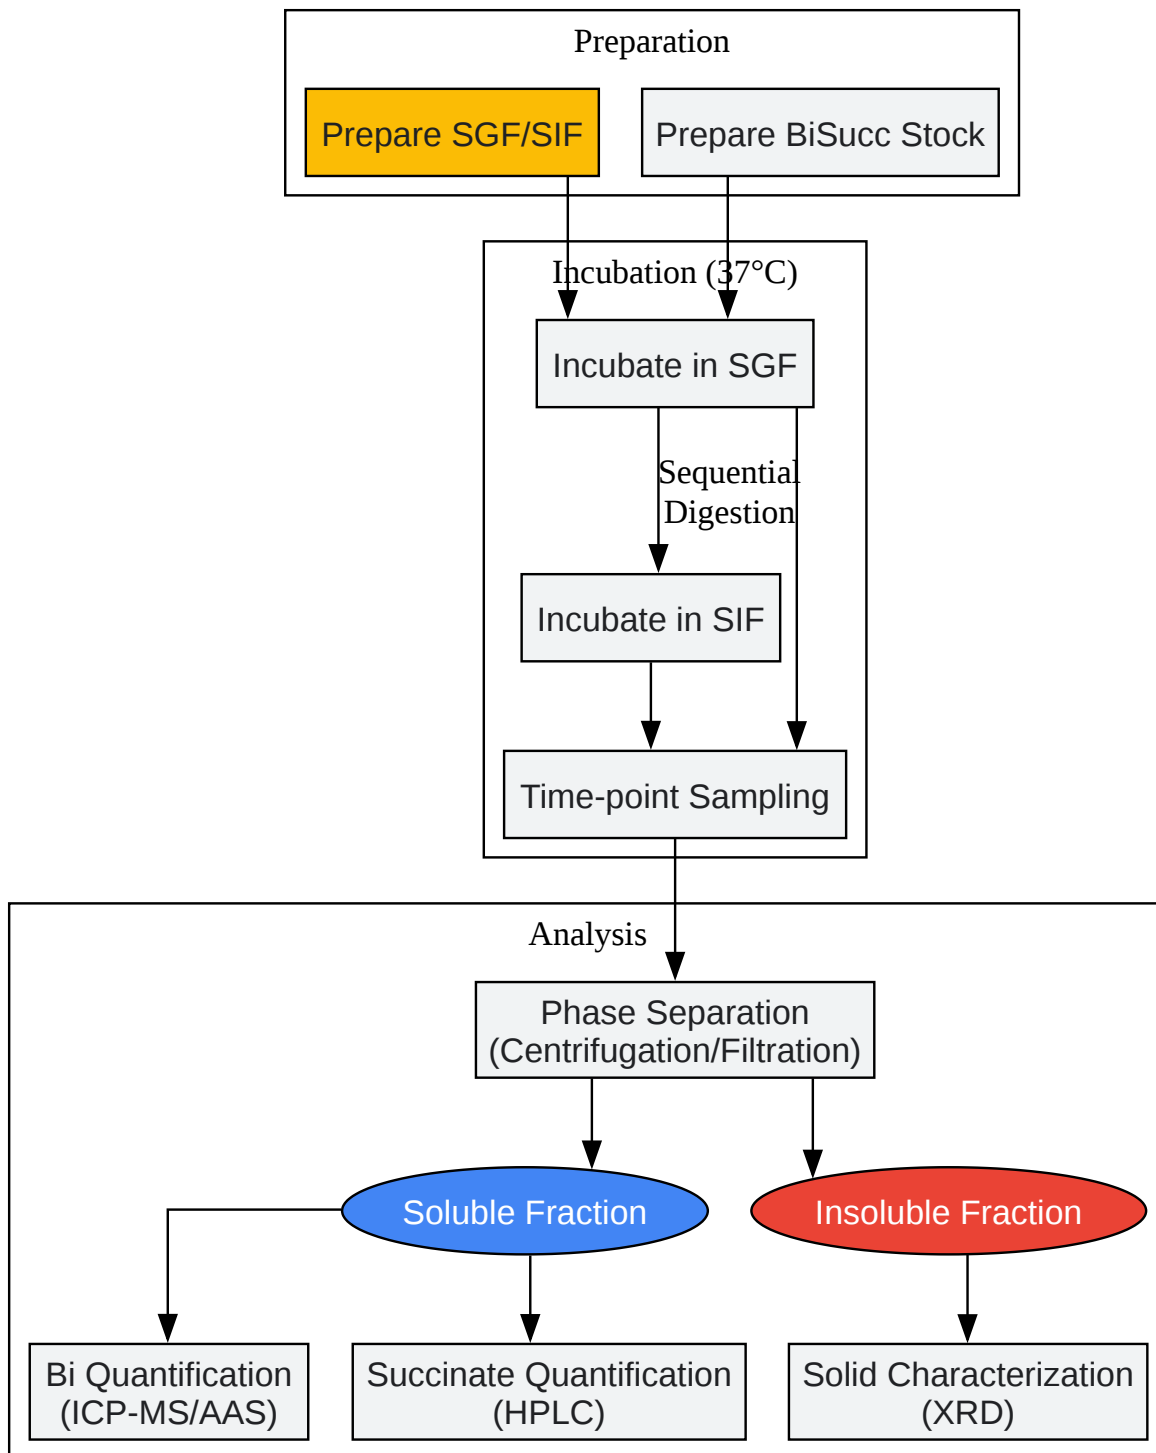 Preparation
Prepare SGF/SIF
Prepare BiSucc Stock
Incubation (37°C)
Incubate in SGF
Sequential
Digestion
Incubate in SIF
Time-point Sampling
Analysis
Phase Separation
(Centrifugation/Filtration)
Soluble Fraction
Insoluble Fraction
Bi Quantification
(ICP-MS/AAS)
Succinate Quantification
(HPLC)
Solid Characterization
(XRD)